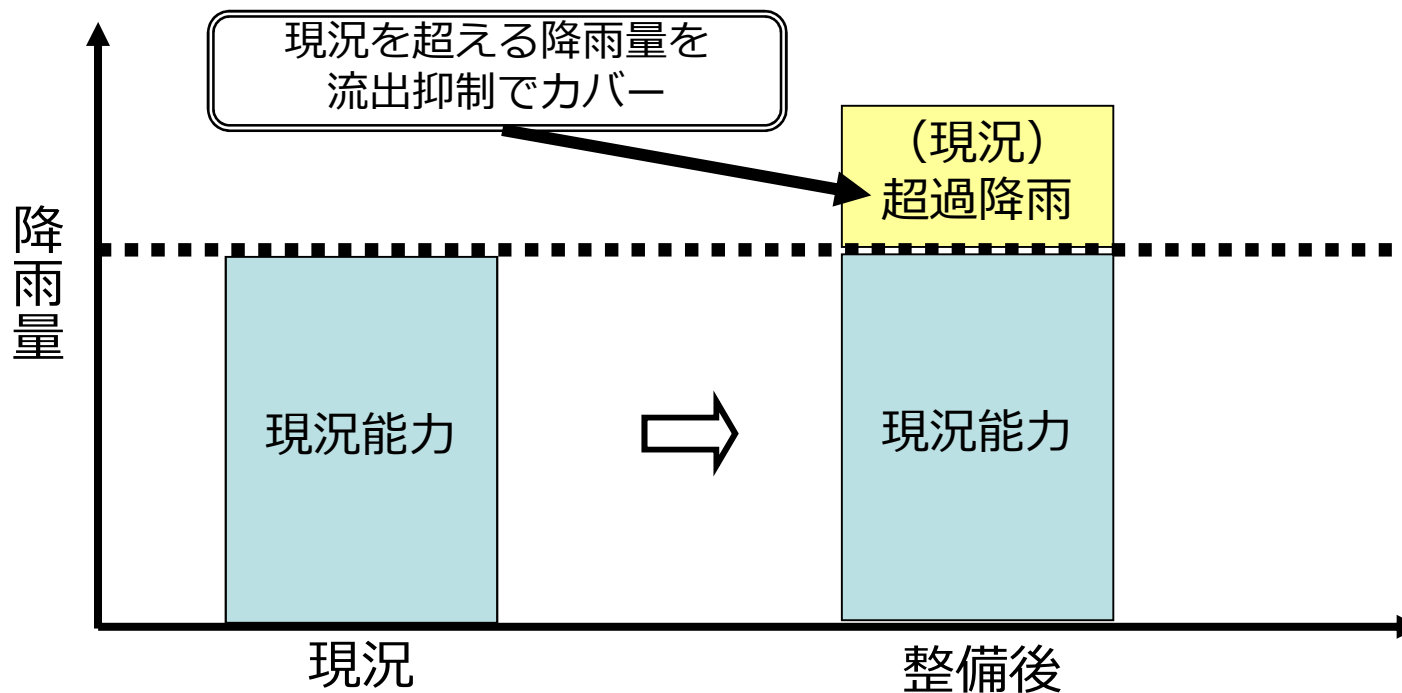 現況を超える降雨量を
流出抑制でカバー
（現況）
超過降雨
降雨量
現況能力
現況能力
現況
整備後